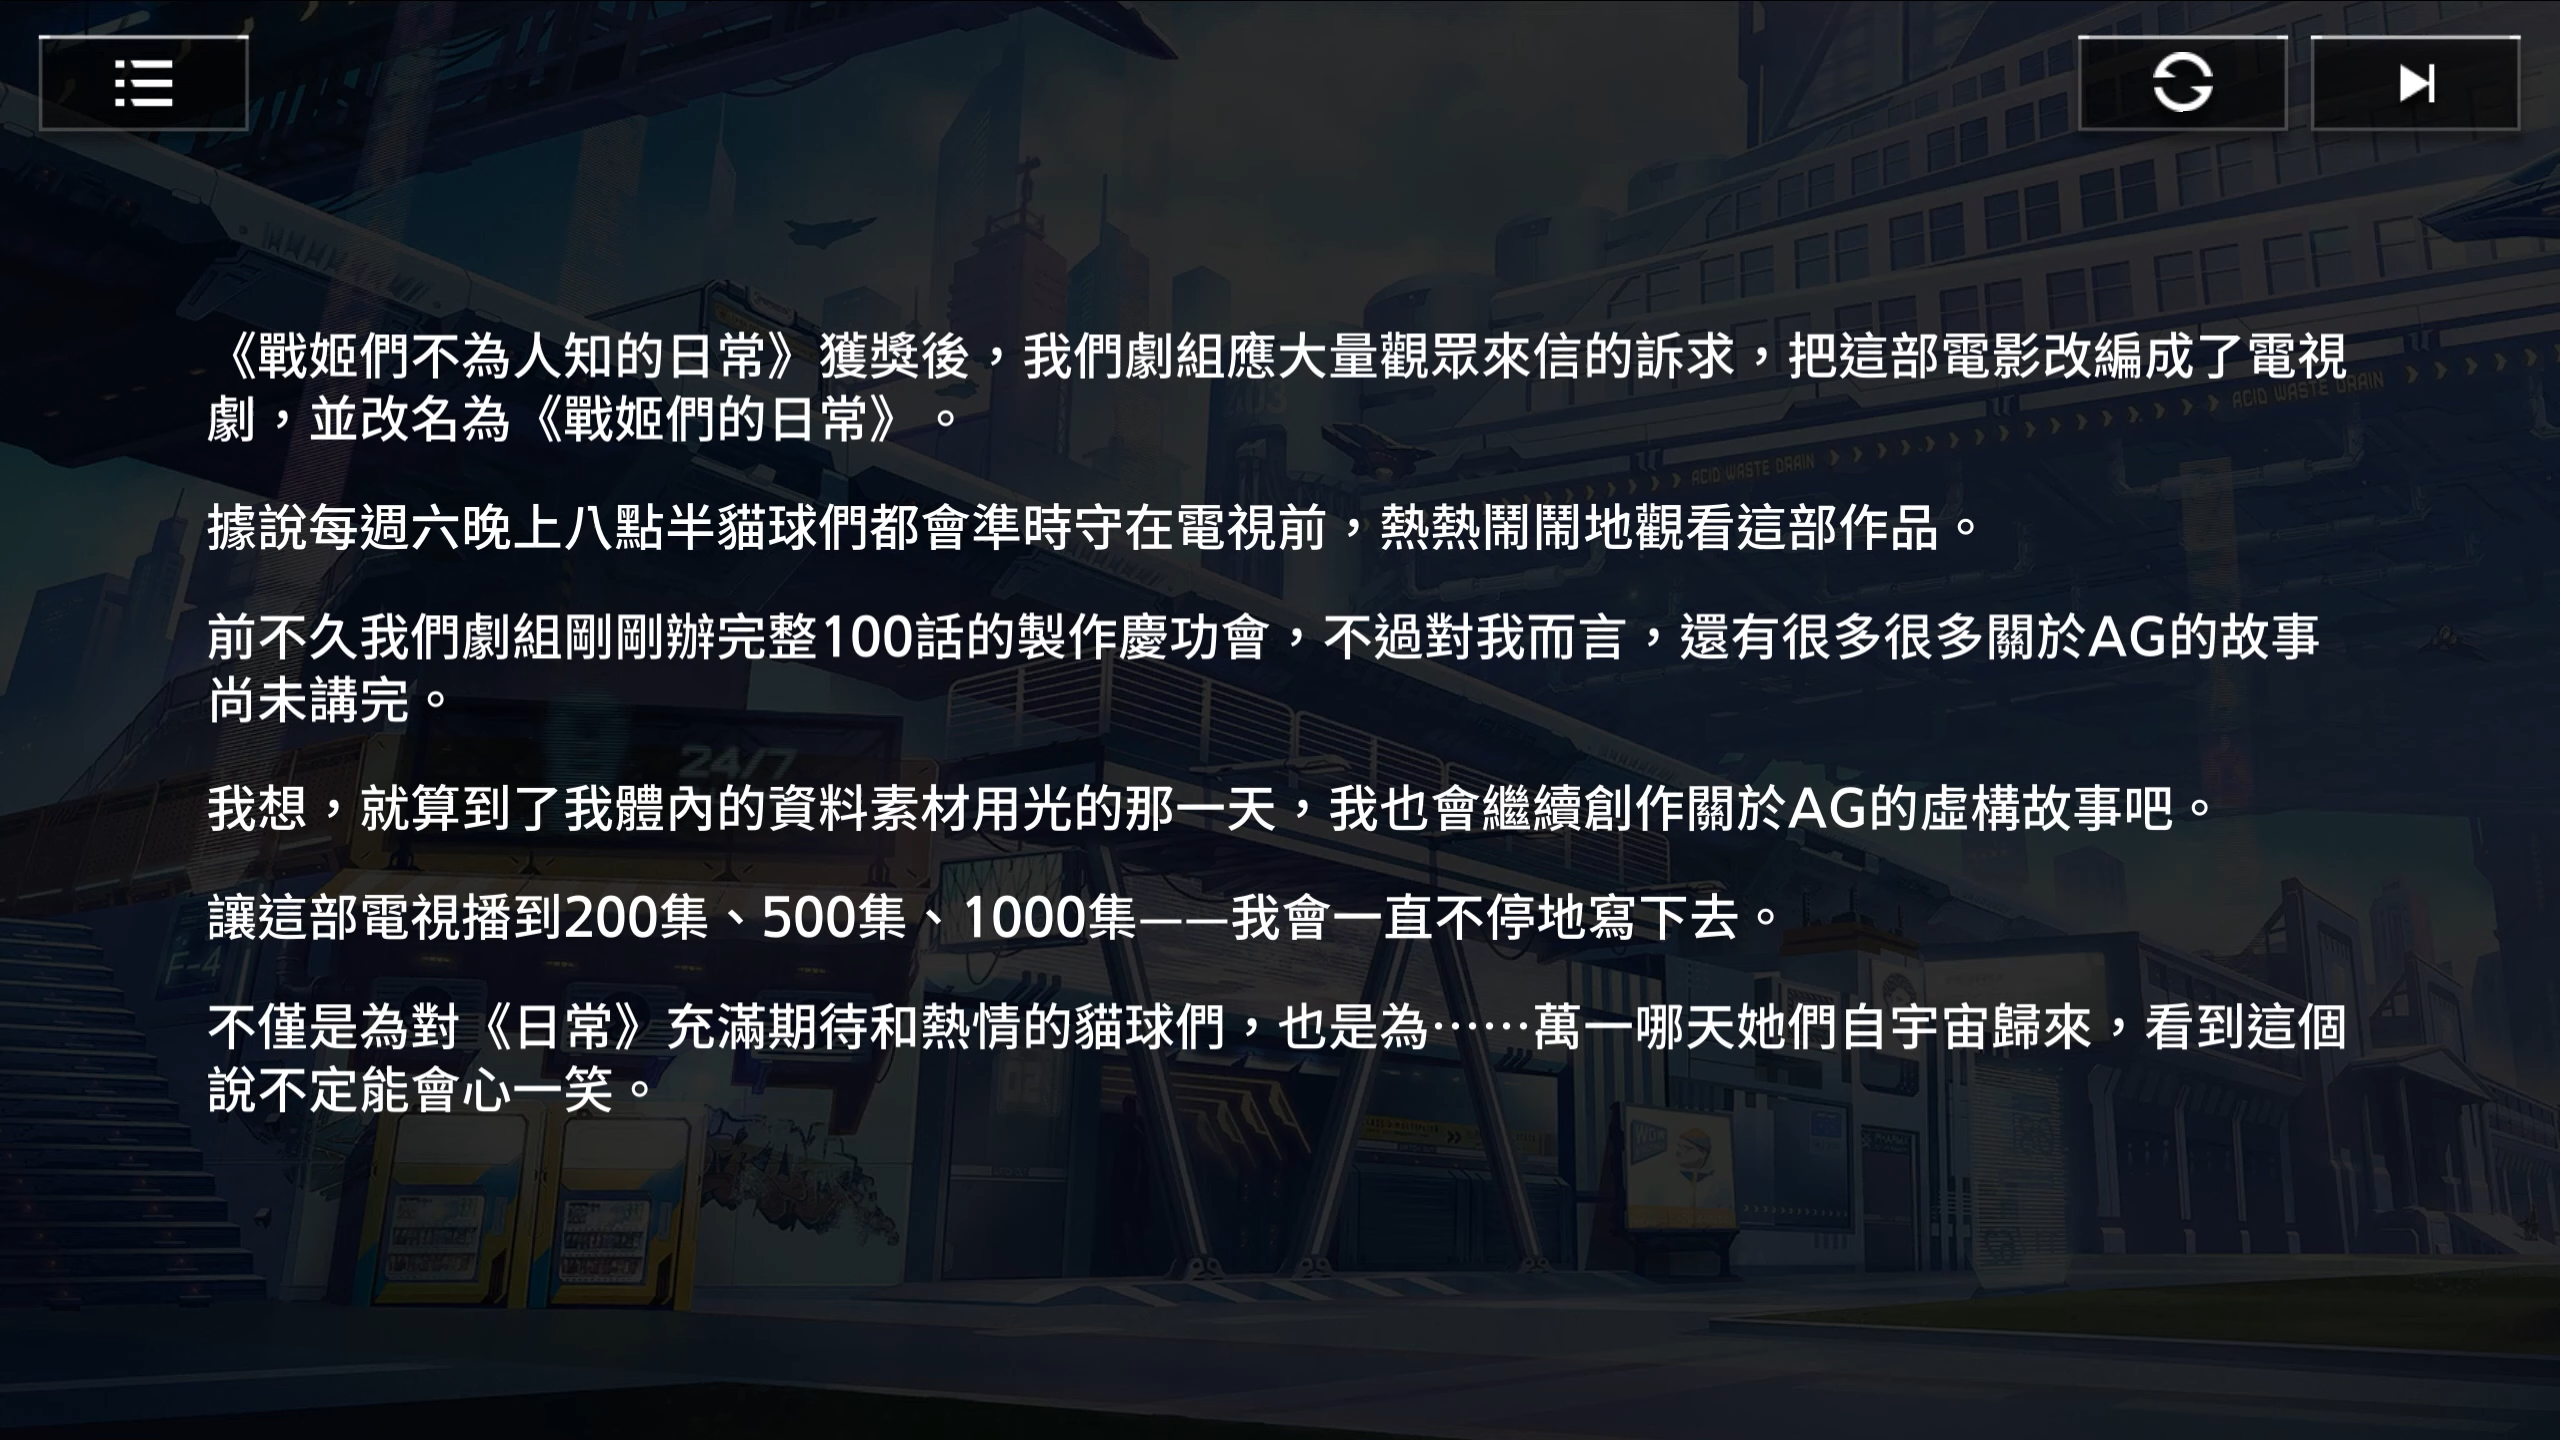 《戰姬們不為人知的日常》獲獎後，我們劇組應大量觀眾來信的訴求，把這部電影改編成了電視
劇，並改名為《戰姬們的日常》。
據說每週六晚上八點半貓球們都會準時守在電視前，熱熱鬧鬧地觀看這部作品。
前不久我們劇組剛剛辦完整100話的製作慶功會，不過對我而言，還有很多很多關於AG的故事
尚未講完。
我想，就算到了我體內的資料素材用光的那一天，我也會繼續創作關於AG的虛構故事吧。
讓這部電視播到200集、500集、1000集——我會一直不停地寫下去。
不僅是為對《日常》充滿期待和熱情的貓球們，也是為⋯⋯萬一哪天她們自宇宙歸來，看到這個
說不定能會心一笑。
ACID WASTE DRAIN
ACID WASTE DRAIN
24/7
F-4
WOW